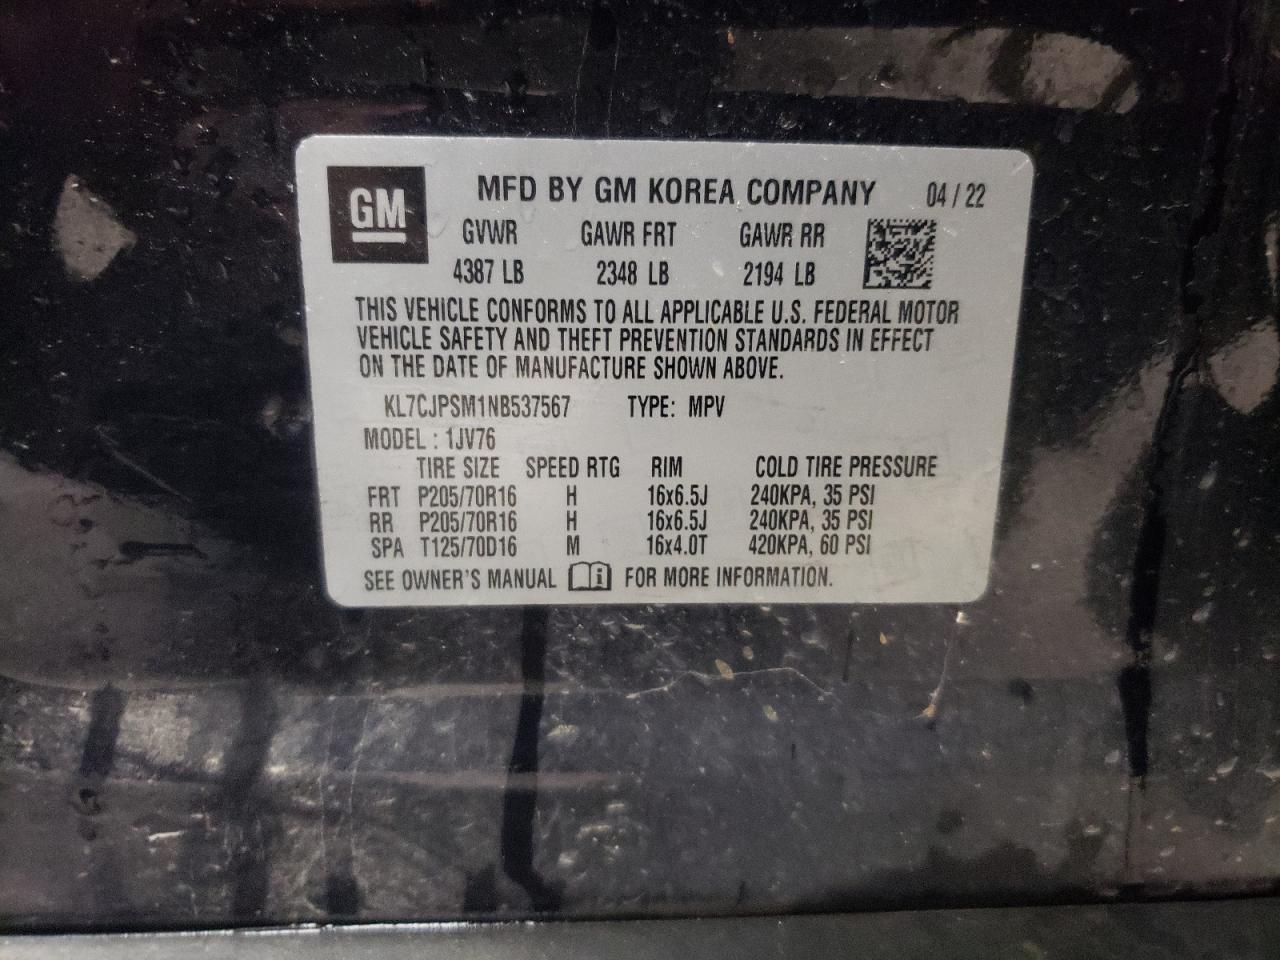 GM
MFD BY GM KOREA COMPANY 04 / 22
GVWR GAWR FRT GAWR RR
4387 LB 2348 LB 2194 LB
THIS VEHICLE CONFORMS TO ALL APPLICABLE U.S. FEDERAL MOTOR
VEHICLE SAFETY AND THEFT PREVENTION STANDARDS IN EFFECT
ON THE DATE OF MANUFACTURE SHOWN ABOVE.
KL7CJPSM1NB537567 TYPE: MPV
MODEL : 1JV76
TIRE SIZE SPEED RTG RIM COLD TIRE PRESSURE
FRT P205/70R16 H 16x6.5J 240KPA, 35 PSI
RR P205/70R16 H 16x6.5J 240KPA, 35 PSI
SPA T125/70D16 M 16x4.0T 420KPA, 60 PSI
SEE OWNER'S MANUAL FOR MORE INFORMATION.